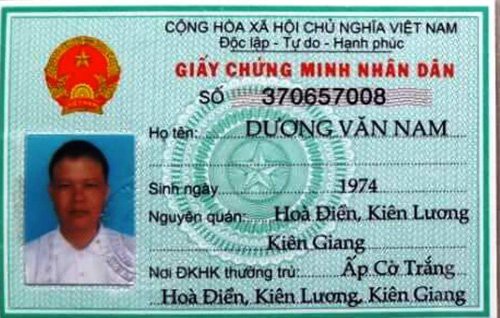 CỘNG HÒA XÃ HỘI CHỦ NGHĨA VIỆT NAM
Độc lập - Tự do - Hạnh phúc
GIẤY CHỨNG MINH NHÂN DÂN
SỐ 370657008
Họ tên: DƯƠNG VĂN NAM
Sinh ngày 1974
Nguyên quán: Hoà Điền, Kiên Lương
Kiên Giang
Nơi ĐKHK thường trú: Ấp Cờ Trắng
Hoà Điền, Kiên Lương, Kiên Giang